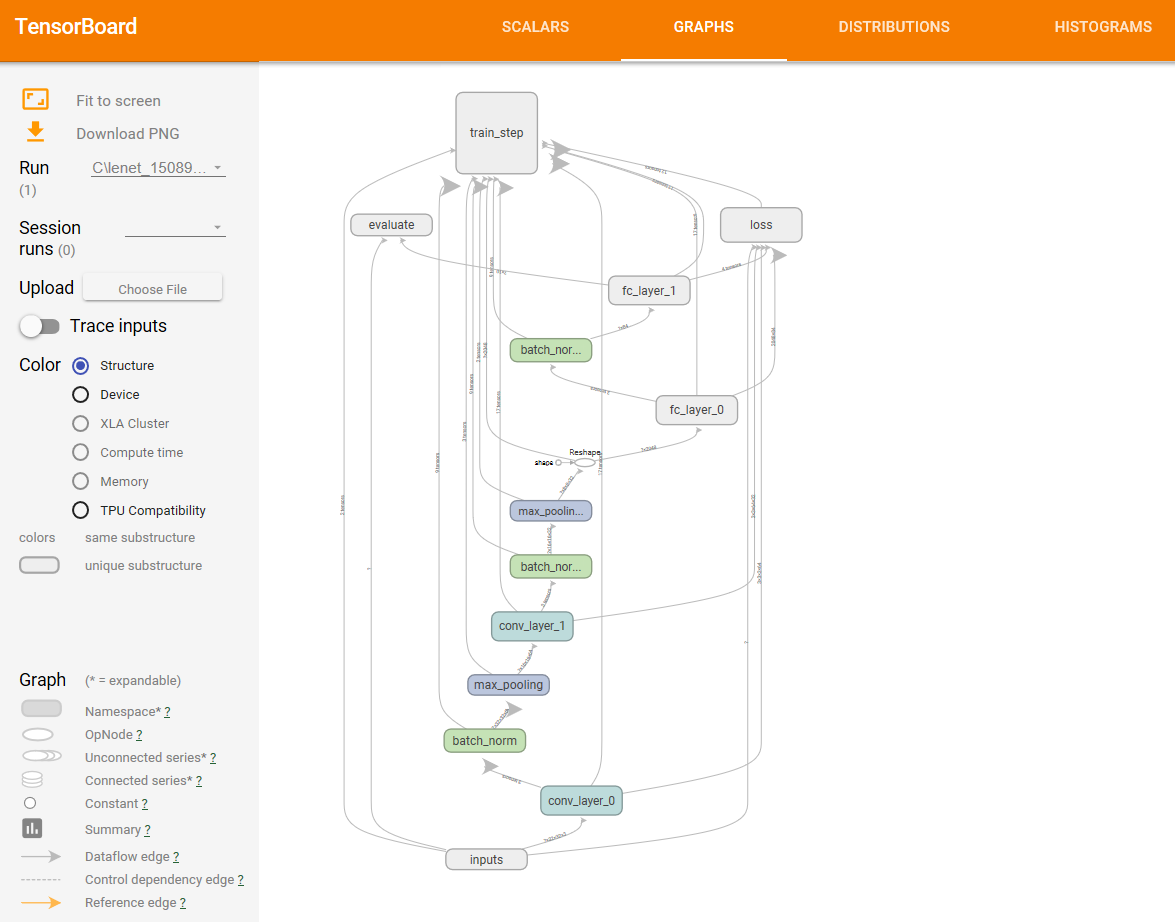 TensorBoard
SCALARS
GRAPHS
DISTRIBUTIONS
HISTOGRAMS
Fit to screen
Download PNG
Run
(1)
C\lenet_15089...
Session
runs (0)
Upload
Choose File
Trace inputs
Color
Structure
Device
XLA Cluster
Compute time
Memory
TPU Compatibility
colors
same substructure
unique substructure
Graph
(* = expandable)
Namespace* ?
OpNode ?
Unconnected series* ?
Connected series* ?
Constant ?
Summary ?
Dataflow edge ?
Control dependency edge ?
Reference edge ?
train_step
evaluate
loss
fc_layer_1
batch_nor...
fc_layer_0
Reshape
shape
max_poolin...
batch_nor...
conv_layer_1
max_pooling
batch_norm
conv_layer_0
inputs